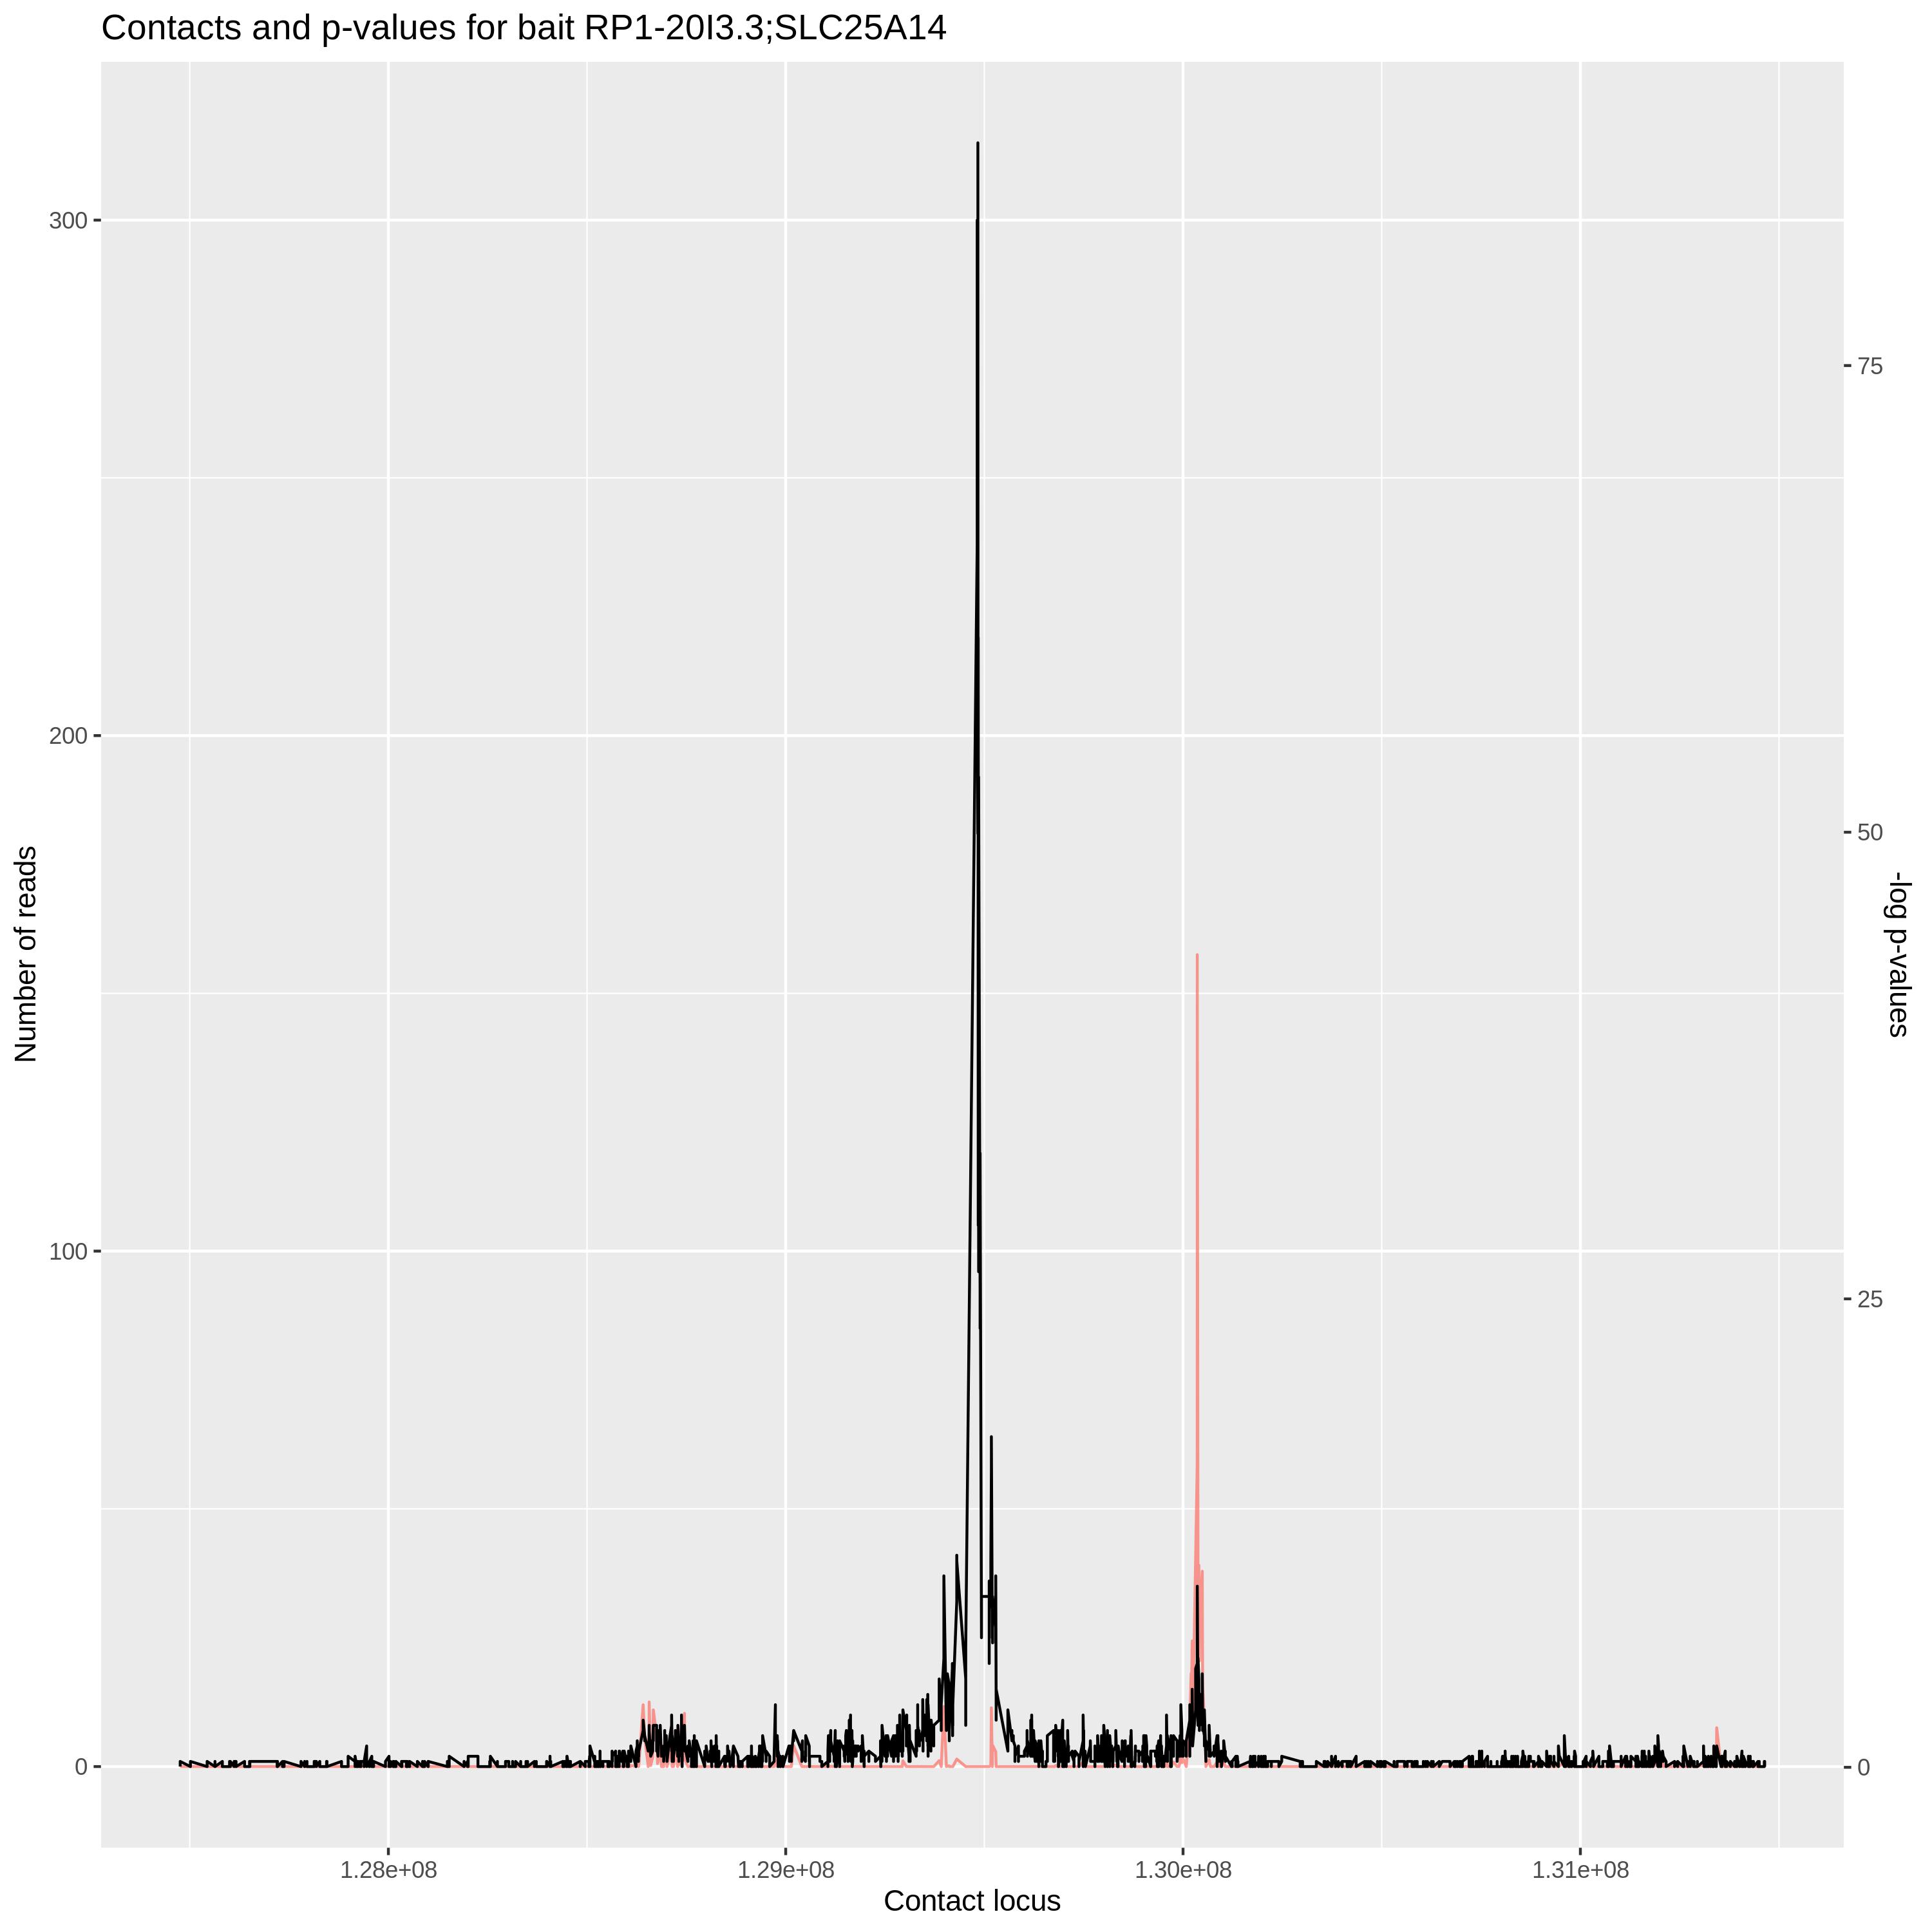 Contacts and p-values for bait RP1-20I3.3;SLC25A14
300
200
100
0
Number of reads
75
50
25
0
-log p-values
1.28e+08
1.29e+08
1.30e+08
1.31e+08
Contact locus